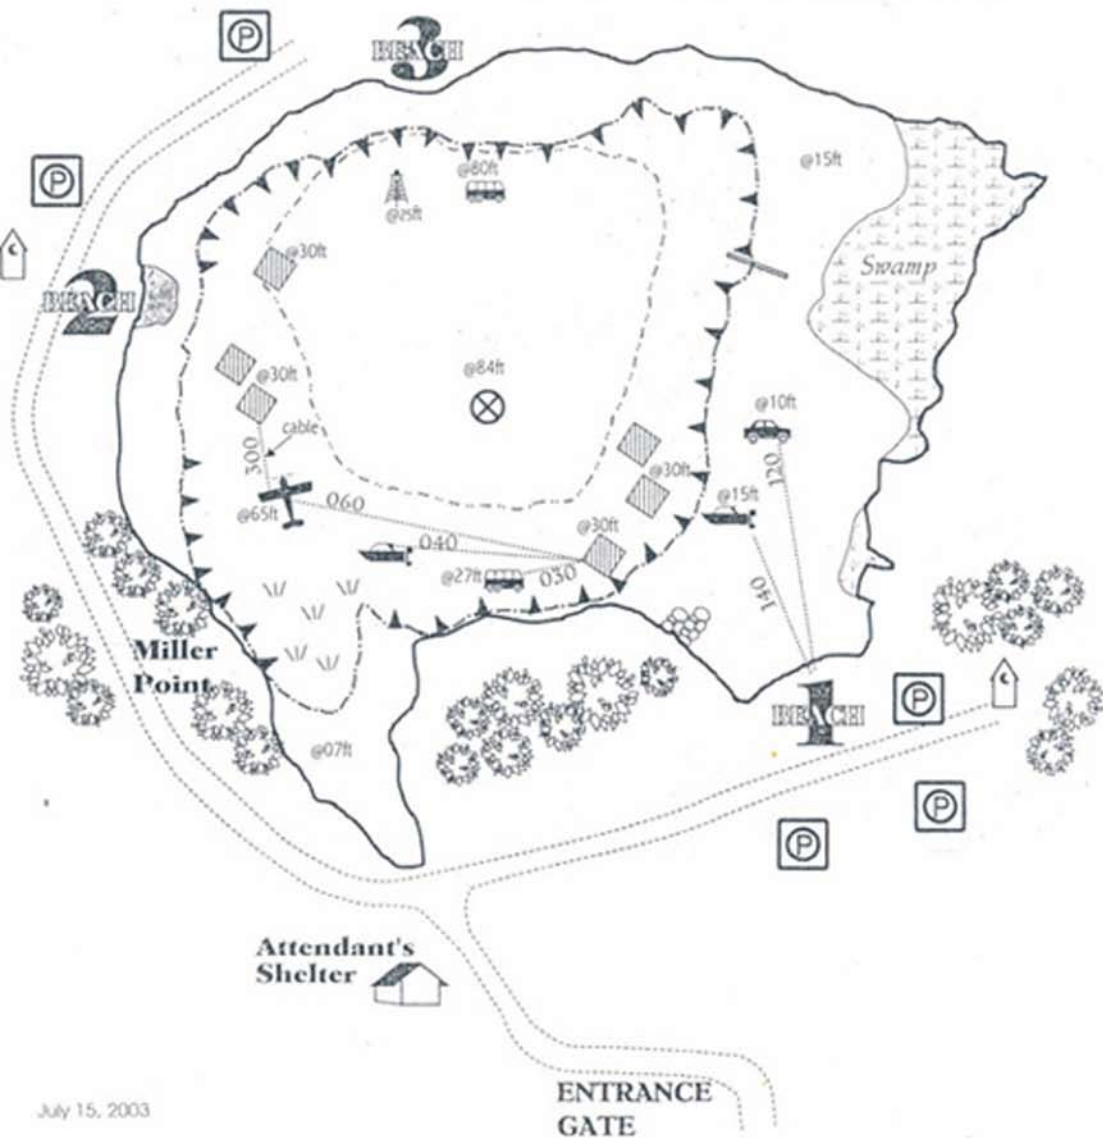 P
BEACH 3
@15ft
P
@80ft
@25ft
@30ft
Swamp
BEACH 2
@84ft
@30ft
@10ft
cable
300
@30ft
120
@15ft
060
@65ft
@30ft
040
@27ft
030
140
Miller
Point
P
BEACH 1
@07ft
P
P
Attendant's
Shelter
ENTRANCE
GATE
July 15, 2003